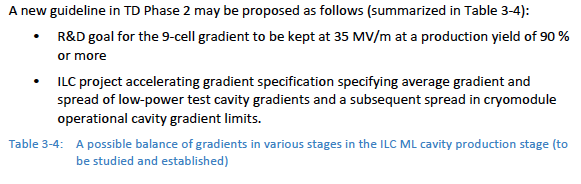 A new guideline in TD Phase 2 may be proposed as follows (summarized in Table 3-4):
• R&D goal for the 9-cell gradient to be kept at 35 MV/m at a production yield of 90 %
or more
• ILC project accelerating gradient specification specifying average gradient and
spread of low-power test cavity gradients and a subsequent spread in cryomodule
operational cavity gradient limits.
Table 3-4: A possible balance of gradients in various stages in the ILC ML cavity production stage (to
be studied and established)